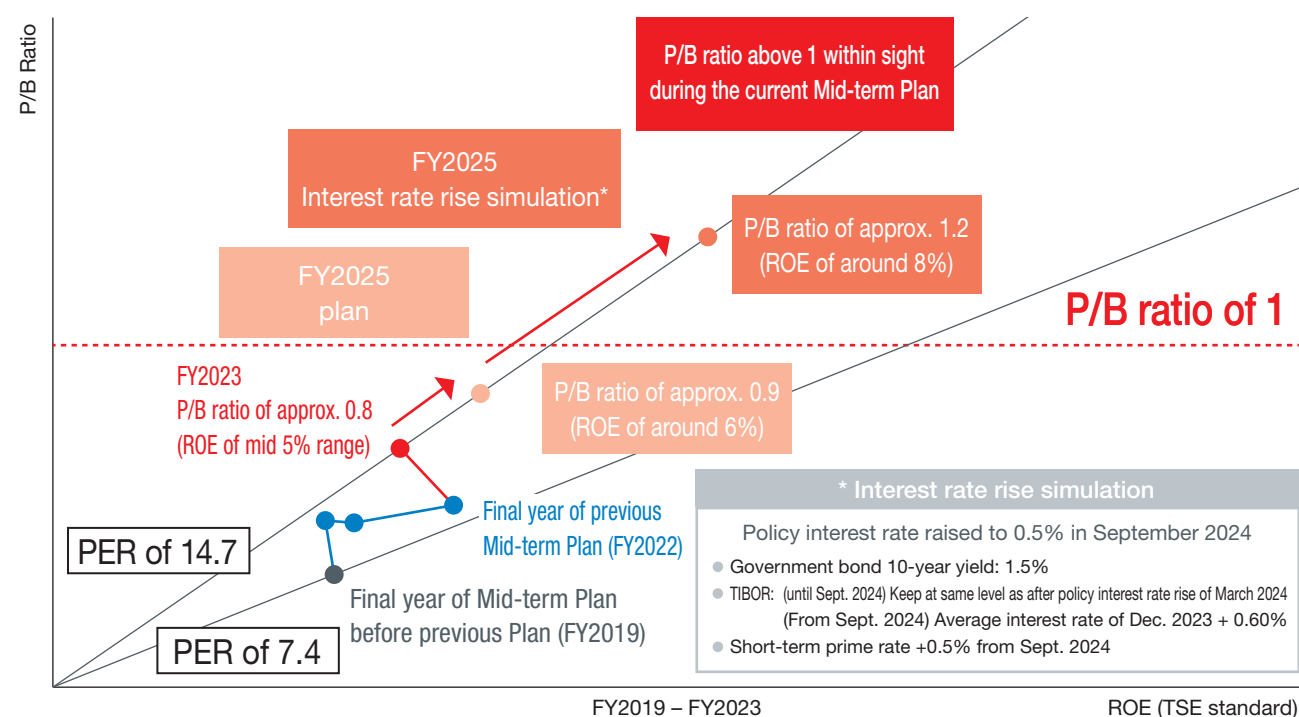 P/B Ratio
P/B ratio above 1 within sight
during the current Mid-term Plan
FY2025
Interest rate rise simulation*
P/B ratio of approx. 1.2
(ROE of around 8%)
FY2025
plan
P/B ratio of 1
FY2023
P/B ratio of approx. 0.8
(ROE of mid 5% range)
P/B ratio of approx. 0.9
(ROE of around 6%)
Final year of previous
Mid-term Plan (FY2022)
PER of 14.7
Final year of Mid-term Plan
before previous Plan (FY2019)
PER of 7.4
* Interest rate rise simulation
Policy interest rate raised to 0.5% in September 2024
● Government bond 10-year yield: 1.5%
● TIBOR: (until Sept. 2024) Keep at same level as after policy interest rate rise of March 2024
(From Sept. 2024) Average interest rate of Dec. 2023 + 0.60%
● Short-term prime rate +0.5% from Sept. 2024
FY2019 – FY2023
ROE (TSE standard)